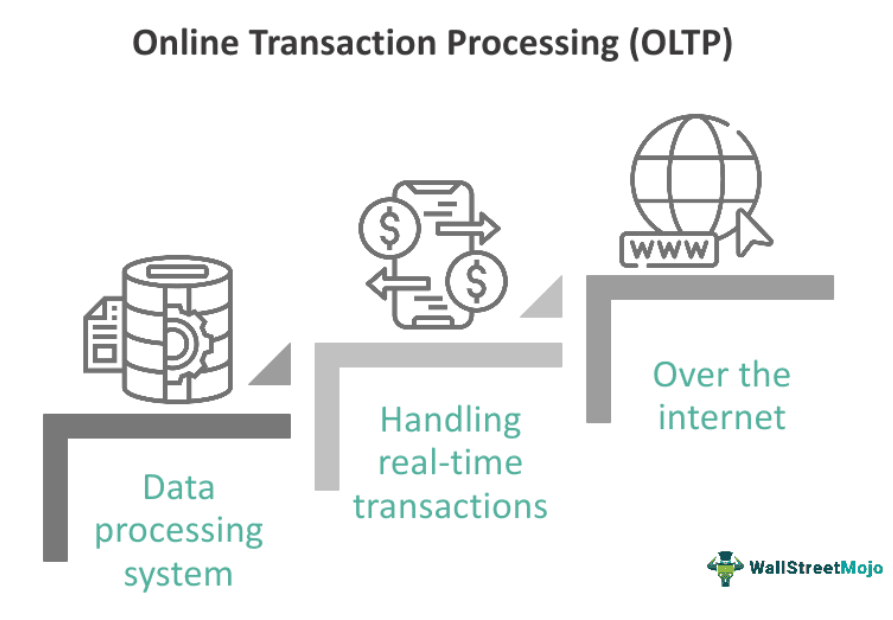 Online Transaction Processing (OLTP)
Data
processing
system
$
$
Handling
real-time
transactions
WWW
Over the
internet
WallStreetMojo